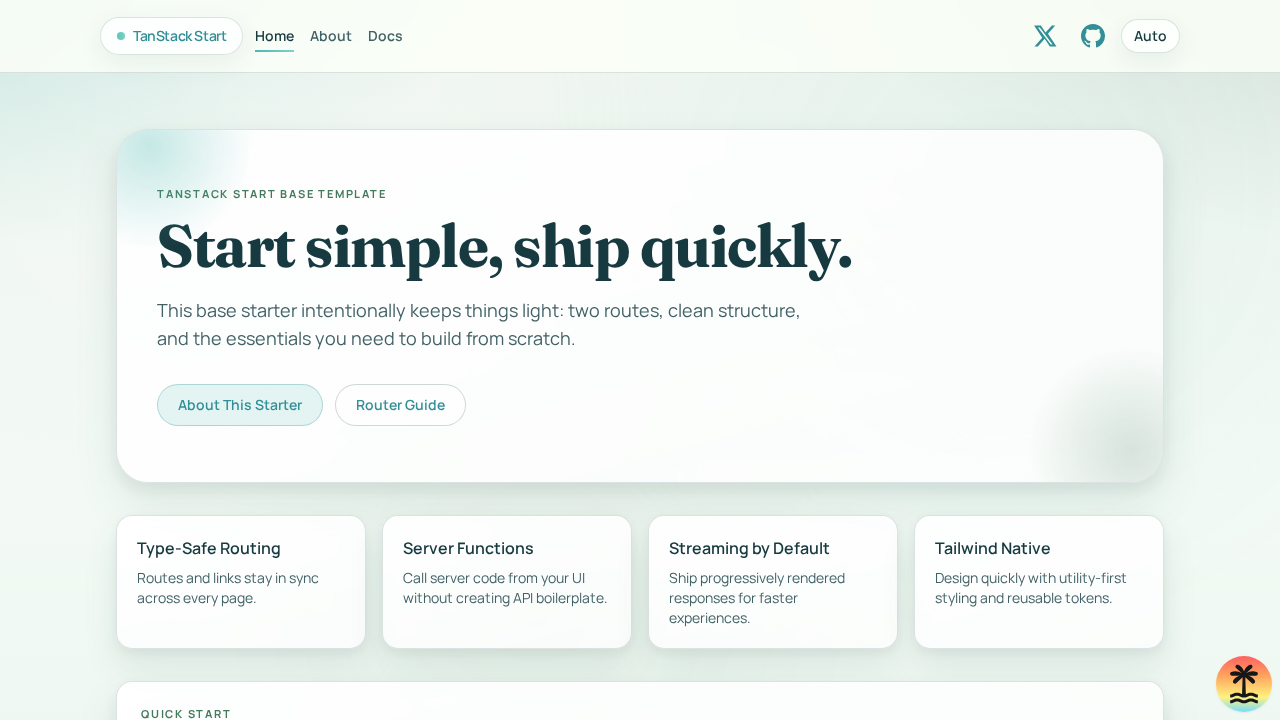 TanStack Start
Home
About
Docs
Auto
TANSTACK START BASE TEMPLATE
Start simple, ship quickly.
This base starter intentionally keeps things light: two routes, clean structure,
and the essentials you need to build from scratch.
About This Starter
Router Guide
Type-Safe Routing
Routes and links stay in sync
across every page.
Server Functions
Call server code from your UI
without creating API boilerplate.
Streaming by Default
Ship progressively rendered
responses for faster
experiences.
Tailwind Native
Design quickly with utility-first
styling and reusable tokens.
QUICK START